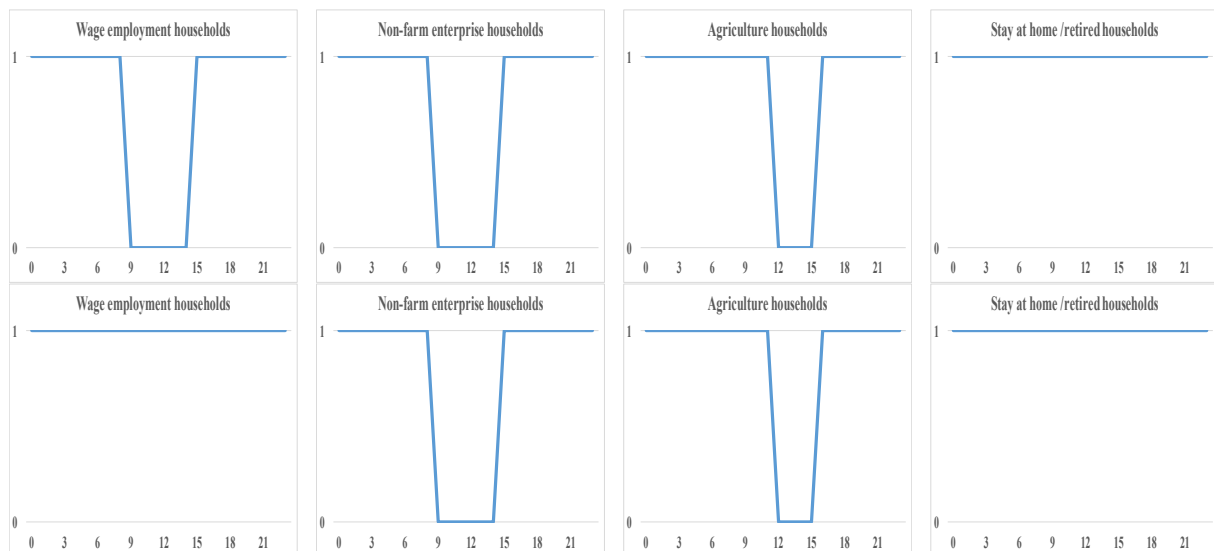 Wage employment households
1
0
0 3 6 9 12 15 18 21
Non-farm enterprise households
1
0
0 3 6 9 12 15 18 21
Agriculture households
1
0
0 3 6 9 12 15 18 21
Stay at home /retired households
1
0
0 3 6 9 12 15 18 21
Wage employment households
1
0
0 3 6 9 12 15 18 21
Non-farm enterprise households
1
0
0 3 6 9 12 15 18 21
Agriculture households
1
0
0 3 6 9 12 15 18 21
Stay at home /retired households
1
0
0 3 6 9 12 15 18 21